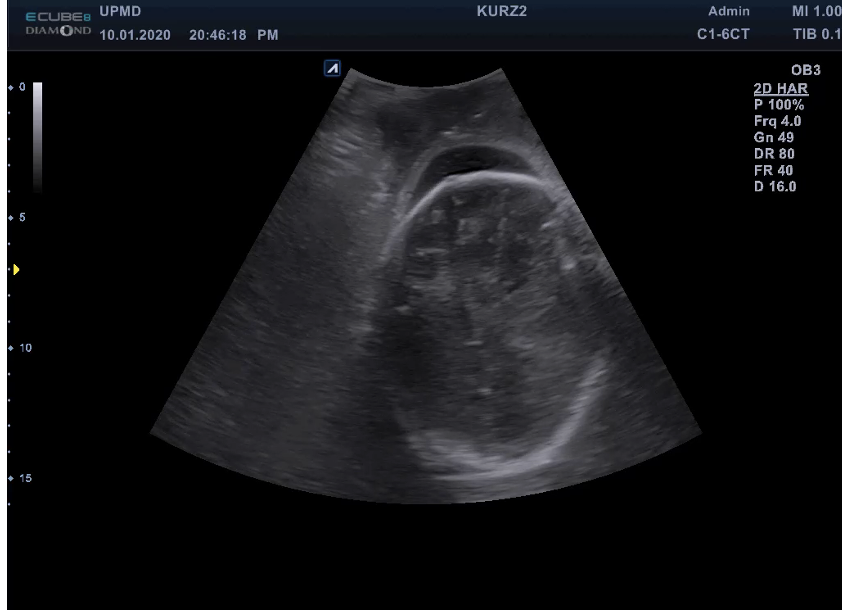 ECUBE8 UPMD KURZ2 Admin MI 1.00
DIAMOND 10.01.2020 20:46:18 PM C1-6CT TIB 0.1
OB3
0
2D HAR
P 100%
Frq 4.0
Gn 49
DR 80
FR 40
D 16.0
5
10
15